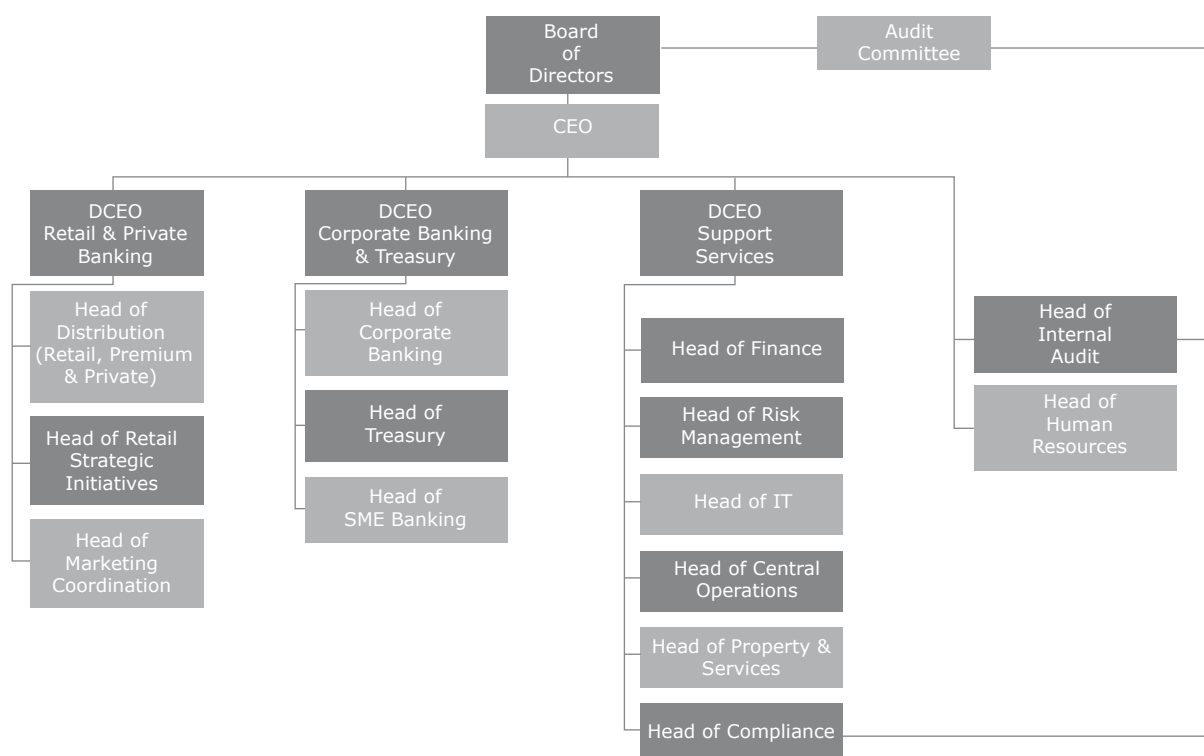 Board
of
Directors
Audit
Committee
CEO
DCEO
Retail & Private
Banking
DCEO
Corporate Banking
& Treasury
DCEO
Support
Services
Head of
Distribution
(Retail, Premium
& Private)
Head of Retail
Strategic
Initiatives
Head of
Marketing
Coordination
Head of
Corporate
Banking
Head of
Treasury
Head of
SME Banking
Head of Finance
Head of Risk
Management
Head of IT
Head of Central
Operations
Head of Property &
Services
Head of Compliance
Head of
Internal
Audit
Head of
Human
Resources